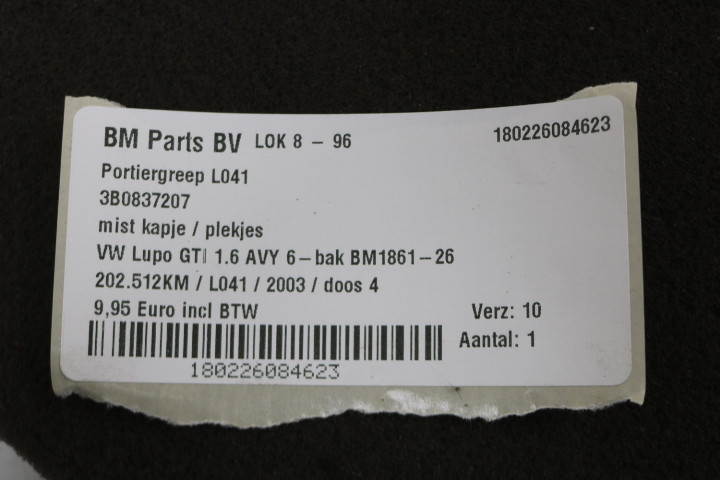 BM Parts BV LOK 8 - 96 180226084623
Portiergreep L041
3B0837207
mist kapje / plekjes
VW Lupo GTI 1.6 AVY 6-bak BM1861-26
202.512KM / L041 / 2003 / doos 4
9,95 Euro incl BTW Verz: 10
Aantal: 1
180226084623